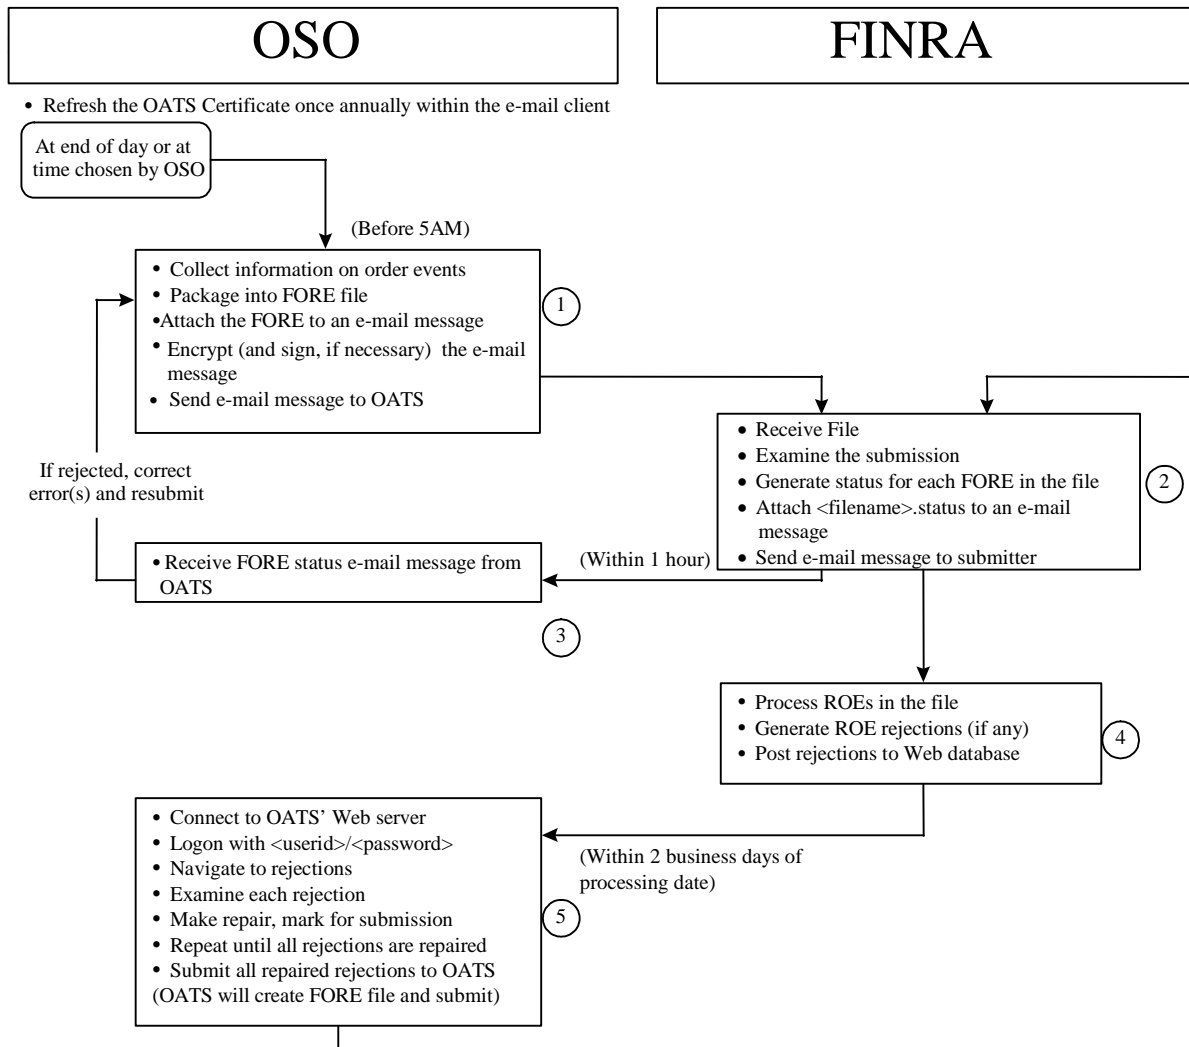 OSO
FINRA
• Refresh the OATS Certificate once annually within the e-mail client
At end of day or at
time chosen by OSO
(Before 5AM)
• Collect information on order events
• Package into FORE file
•Attach the FORE to an e-mail message
• Encrypt (and sign, if necessary) the e-mail
message
• Send e-mail message to OATS
1
• Receive File
• Examine the submission
• Generate status for each FORE in the file
• Attach <filename>.status to an e-mail
message
• Send e-mail message to submitter
2
If rejected, correct
error(s) and resubmit
(Within 1 hour)
• Receive FORE status e-mail message from
OATS
3
• Process ROEs in the file
• Generate ROE rejections (if any)
• Post rejections to Web database
4
• Connect to OATS’ Web server
• Logon with <userid>/<password>
• Navigate to rejections
• Examine each rejection
• Make repair, mark for submission
• Repeat until all rejections are repaired
• Submit all repaired rejections to OATS
(OATS will create FORE file and submit)
5
(Within 2 business days of
processing date)